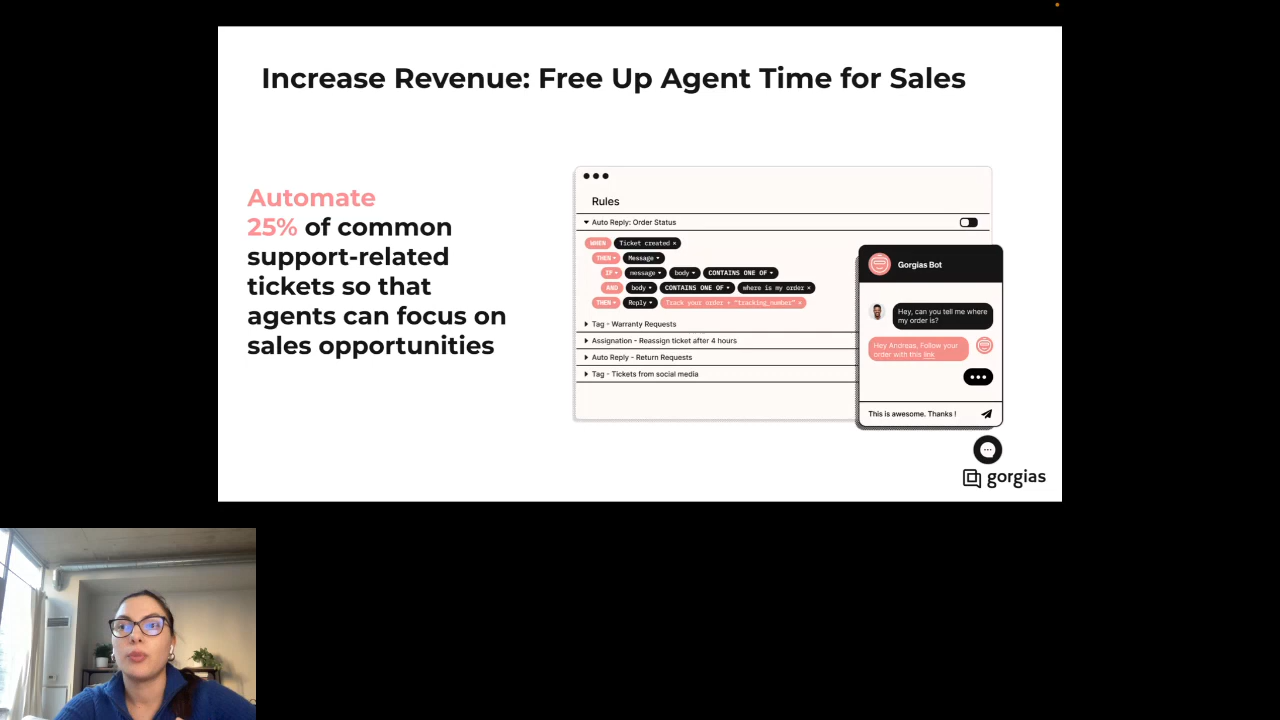 Increase Revenue: Free Up Agent Time for Sales
Automate
25% of common
support-related
tickets so that
agents can focus on
sales opportunities
Rules
Auto Reply: Order Status
WHEN Ticket created ×
THEN Message
IF message body CONTAINS ONE OF
AND body CONTAINS ONE OF where is my order ×
THEN Reply Track your order • "tracking_number" ×
Tag - Warranty Requests
Assignation - Reassign ticket after 4 hours
Auto Reply - Return Requests
Tag - Tickets from social media
Gorgias Bot
Hey, can you tell me where
my order is?
Hey Andreas, Follow your
order with this link
This is awesome. Thanks !
gorgias